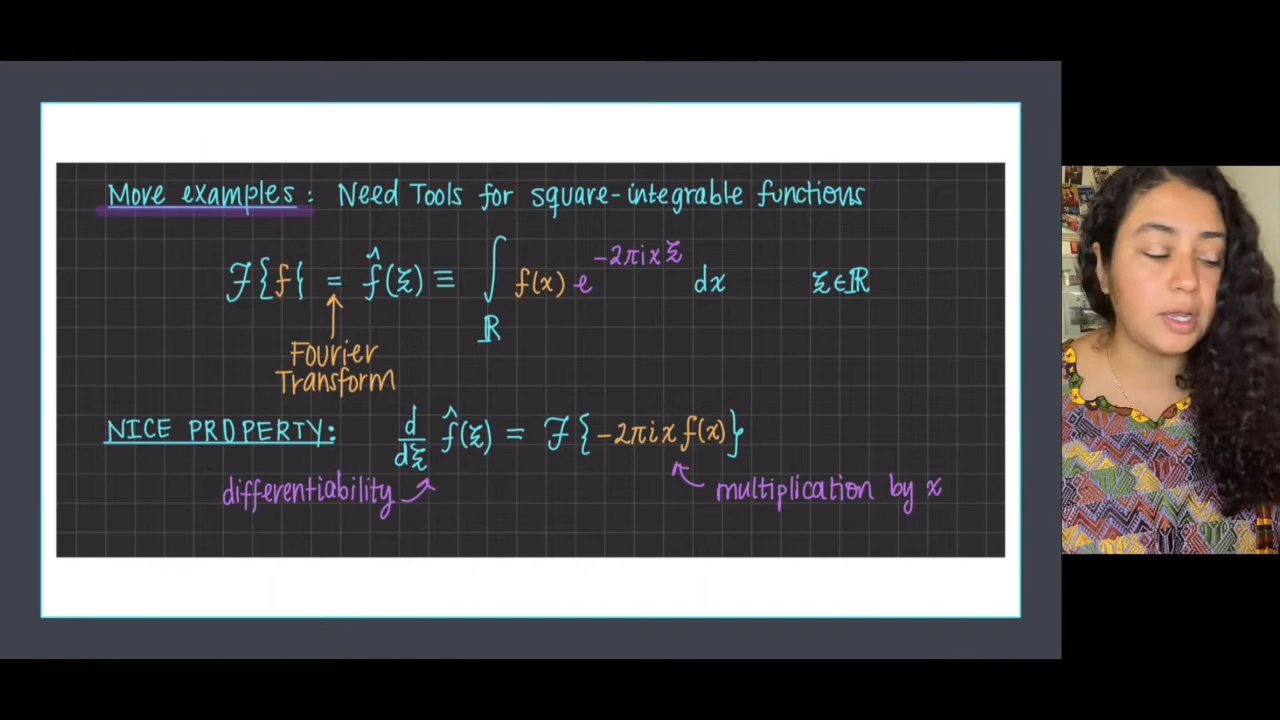 More examples: Need Tools for square-integrable functions
ℱ{f} = f̂(ξ) ≡ ∫_ℝ f(x) e^{-2πixξ} dx ξ∈ℝ
Fourier
Transform
NICE PROPERTY: d/dξ f̂(ξ) = ℱ{-2πix f(x)}
differentiability
multiplication by x